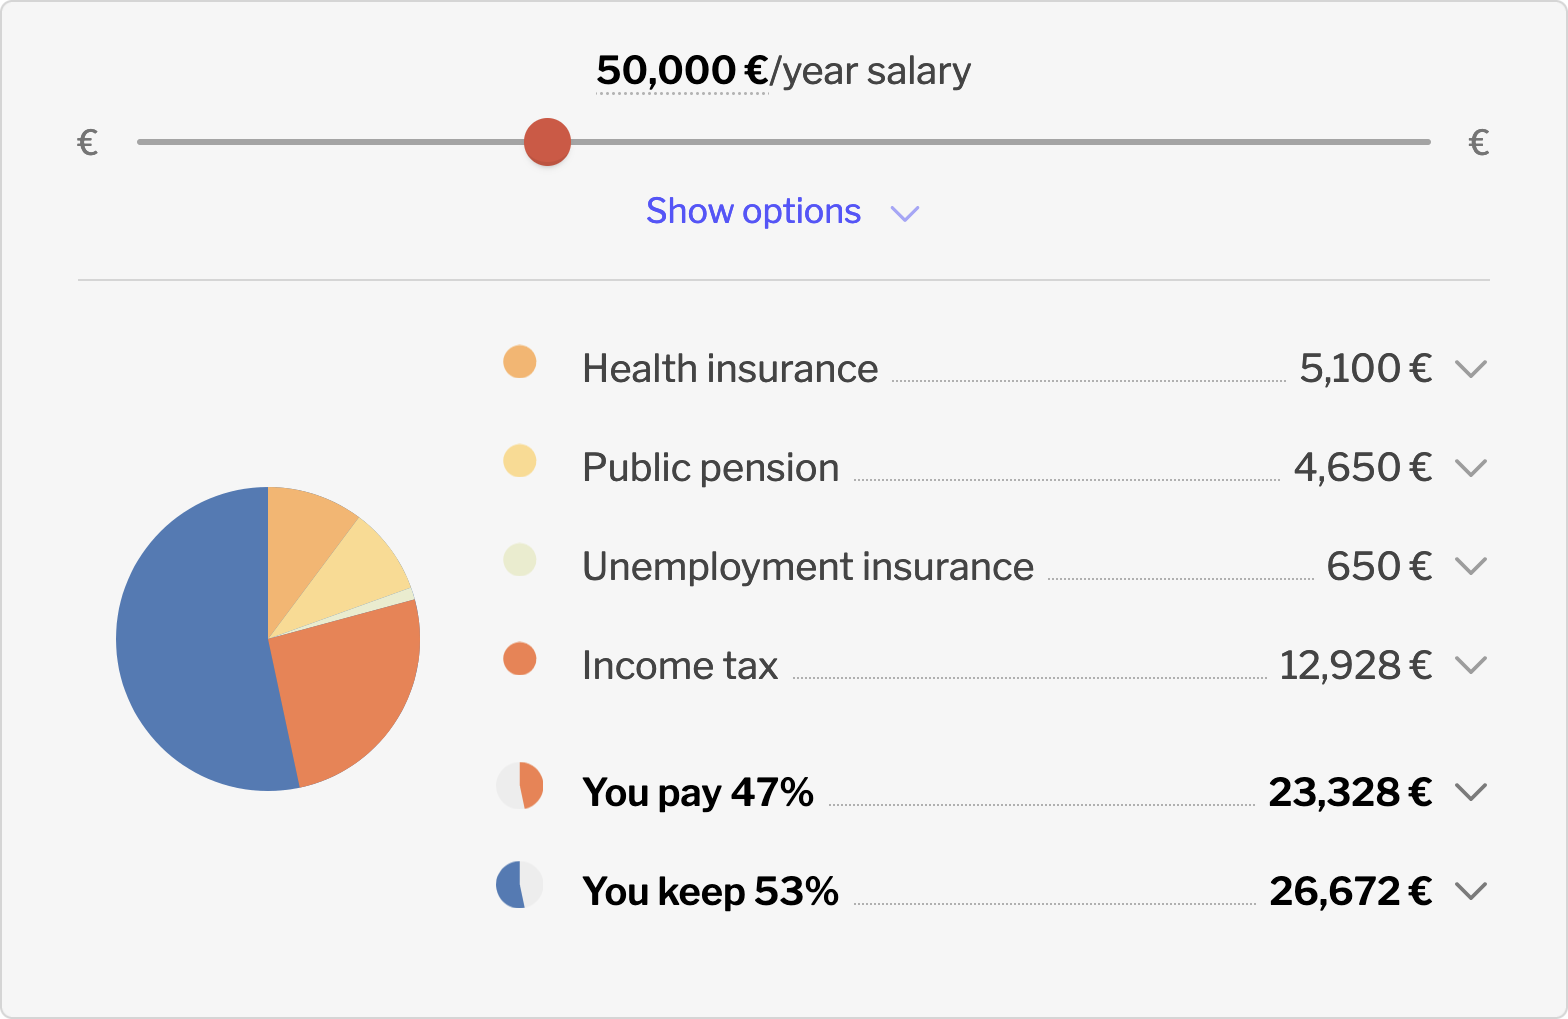 50,000 €/year salary
€ €
Show options
Health insurance 5,100 €
Public pension 4,650 €
Unemployment insurance 650 €
Income tax 12,928 €
You pay 47% 23,328 €
You keep 53% 26,672 €